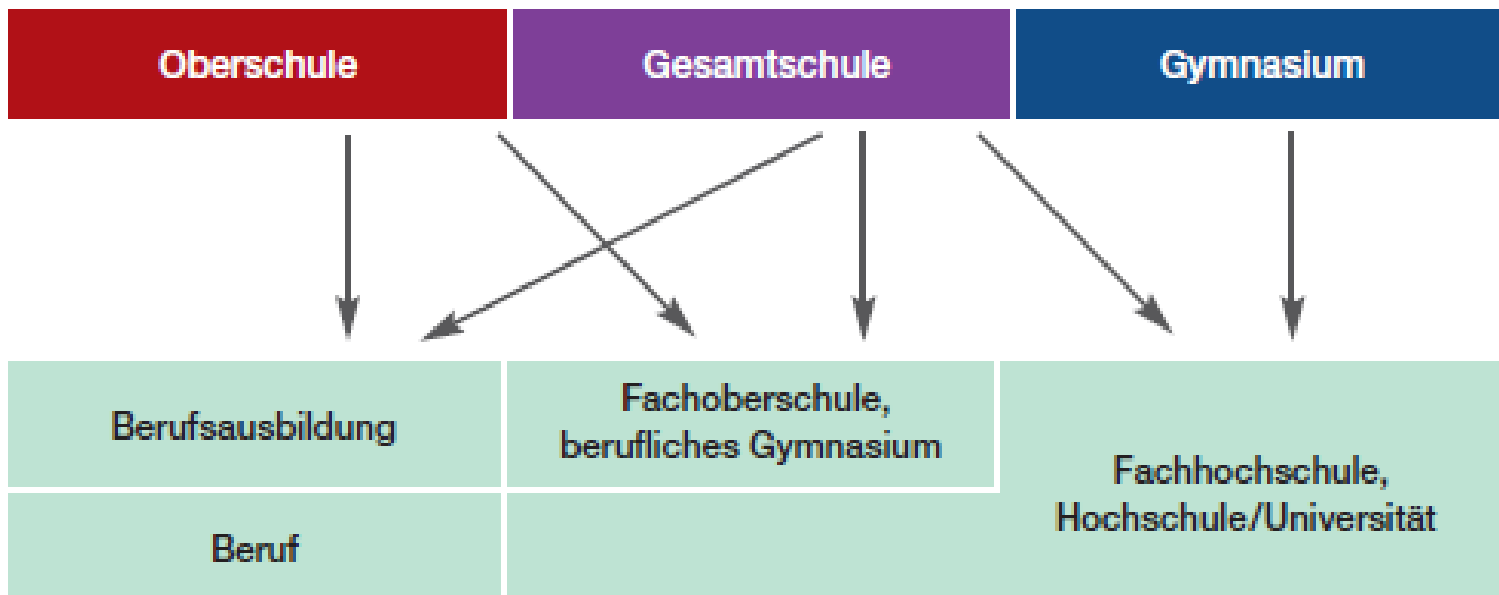 Oberschule
Gesamtschule
Gymnasium
Berufsausbildung
Fachoberschule,
berufliches Gymnasium
Fachhochschule,
Hochschule/Universität
Beruf